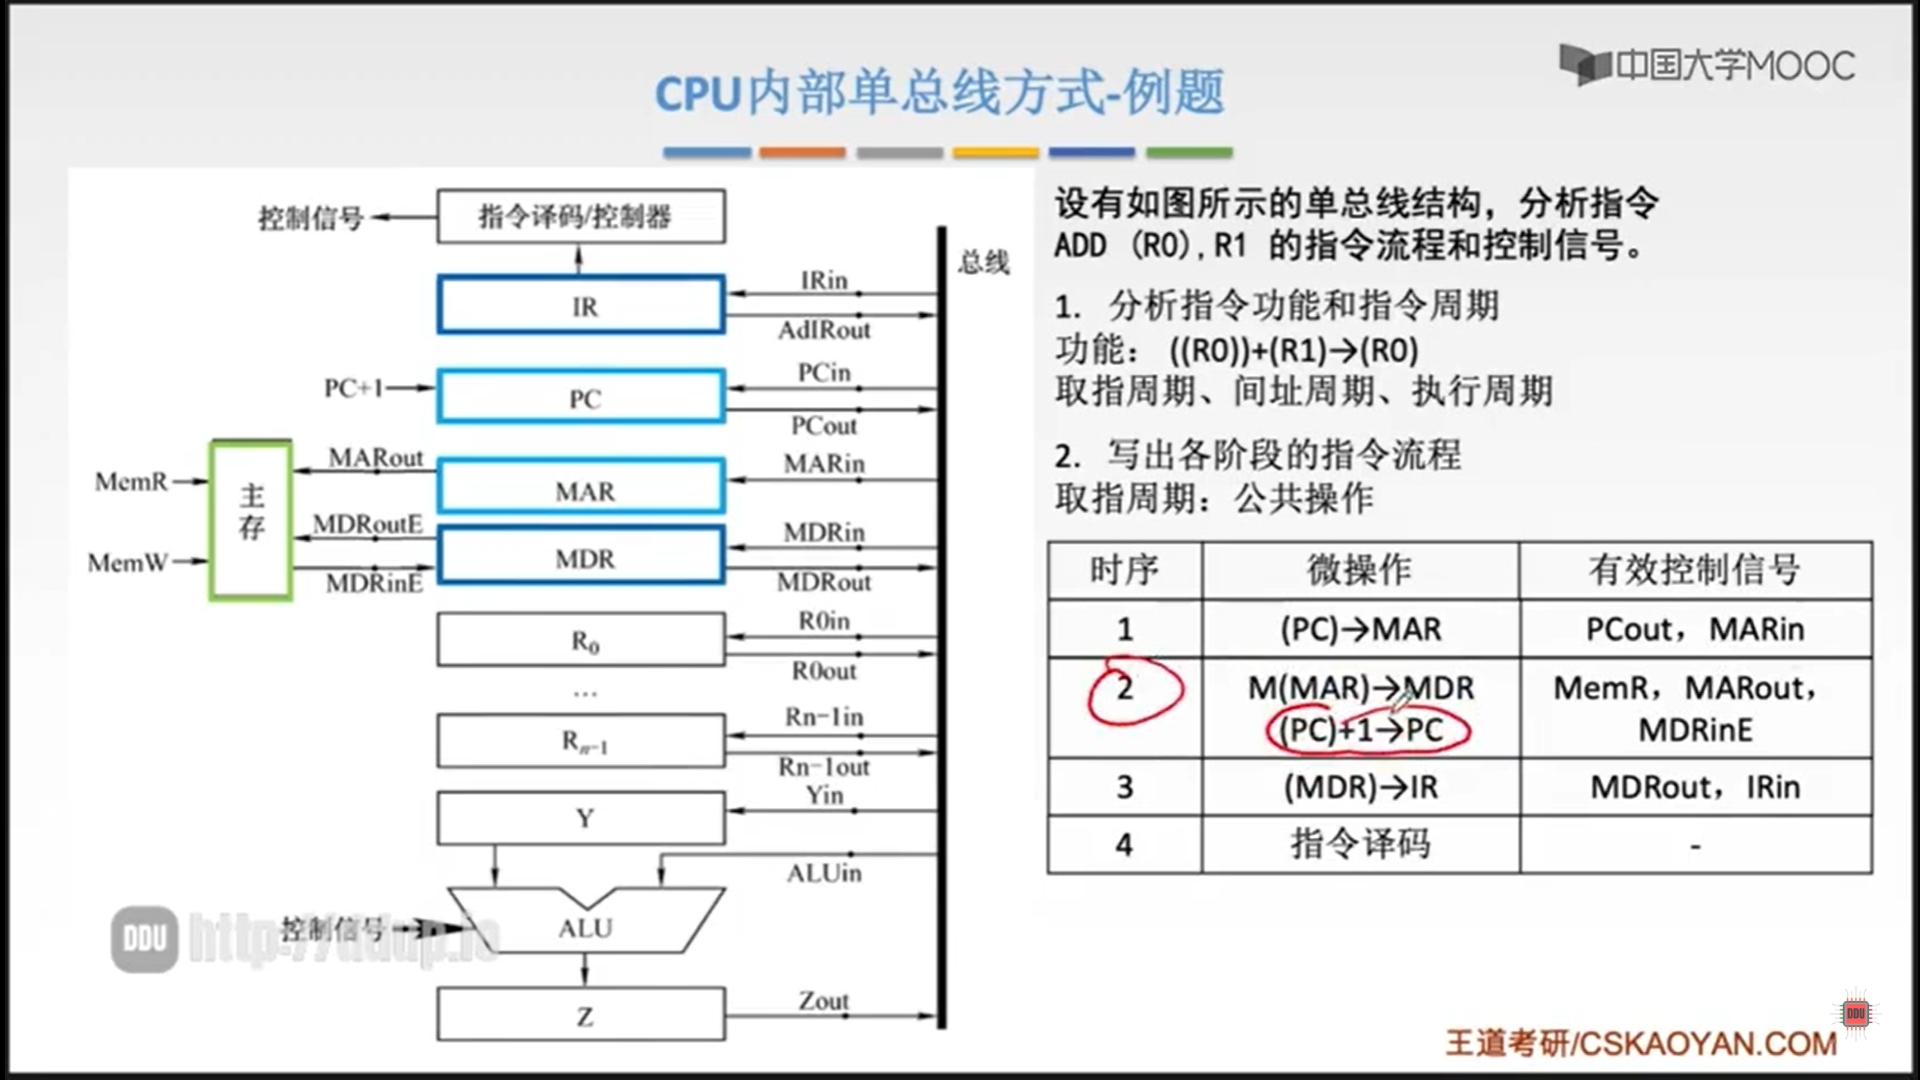 中国大学MOOC
CPU内部单总线方式-例题
控制信号
指令译码/控制器
总线
IR
IRin
AdIRout
PC+1
PC
PCin
PCout
MemR
MemW
主存
MARout
MAR
MARin
MDRoutE
MDRinE
MDR
MDRin
MDRout
R0
R0in
R0out
...
Rn-1
Rn-1in
Rn-1out
Y
Yin
ALUin
控制信号
ALU
Z
Zout
设有如图所示的单总线结构，分析指令
ADD (R0),R1 的指令流程和控制信号。
1. 分析指令功能和指令周期
功能： ((R0))+(R1)→(R0)
取指周期、间址周期、执行周期
2. 写出各阶段的指令流程
取指周期：公共操作
时序 微操作 有效控制信号
1 (PC)→MAR PCout，MARin
2 M(MAR)→MDR MemR，MARout，
(PC)+1→PC MDRinE
3 (MDR)→IR MDRout，IRin
4 指令译码 -
DDU http://ddup.io
DDU
王道考研/CSKAOYAN.COM